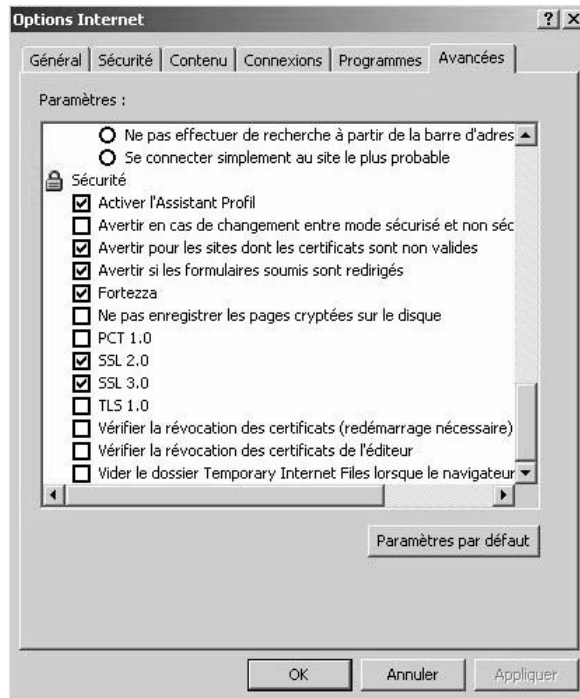 Options Internet
Général Sécurité Contenu Connexions Programmes Avancées
Paramètres :
Ne pas effectuer de recherche à partir de la barre d'adres
Se connecter simplement au site le plus probable
Sécurité
Activer l'Assistant Profil
Avertir en cas de changement entre mode sécurisé et non séc
Avertir pour les sites dont les certificats sont non valides
Avertir si les formulaires soumis sont redirigés
Fortezza
Ne pas enregistrer les pages cryptées sur le disque
PCT 1.0
SSL 2.0
SSL 3.0
TLS 1.0
Vérifier la révocation des certificats (redémarrage nécessaire)
Vérifier la révocation des certificats de l'éditeur
Vider le dossier Temporary Internet Files lorsque le navigateur
Paramètres par défaut
OK Annuler Appliquer